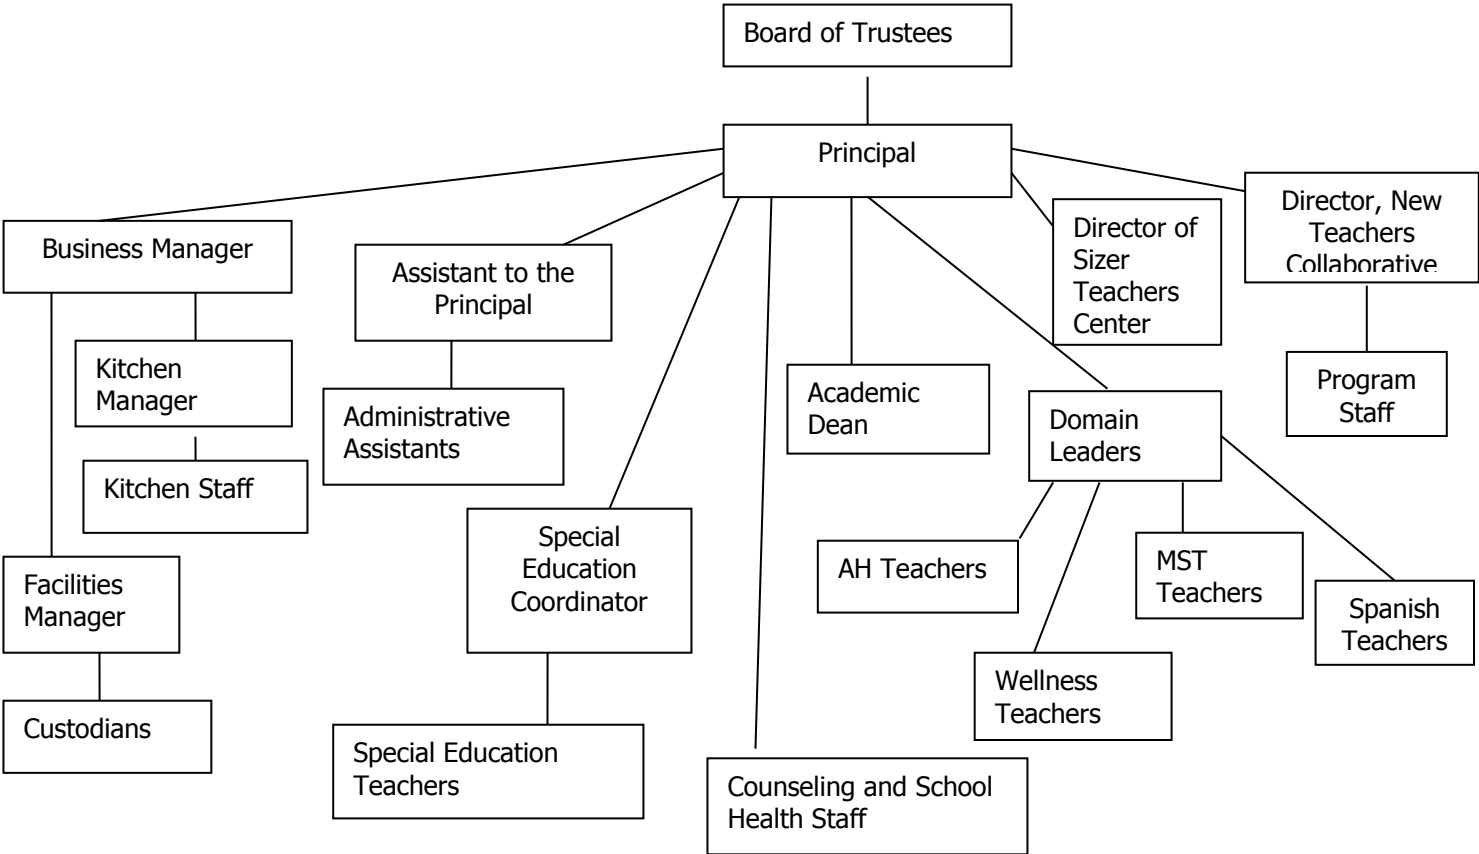 Board of Trustees
Principal
Business Manager
Assistant to the
Principal
Director of
Sizer
Teachers
Center
Director, New
Teachers
Collaborative
Kitchen
Manager
Administrative
Assistants
Academic
Dean
Domain
Leaders
Program
Staff
Kitchen Staff
Special
Education
Coordinator
Facilities
Manager
AH Teachers
MST
Teachers
Spanish
Teachers
Wellness
Teachers
Custodians
Special Education
Teachers
Counseling and School
Health Staff